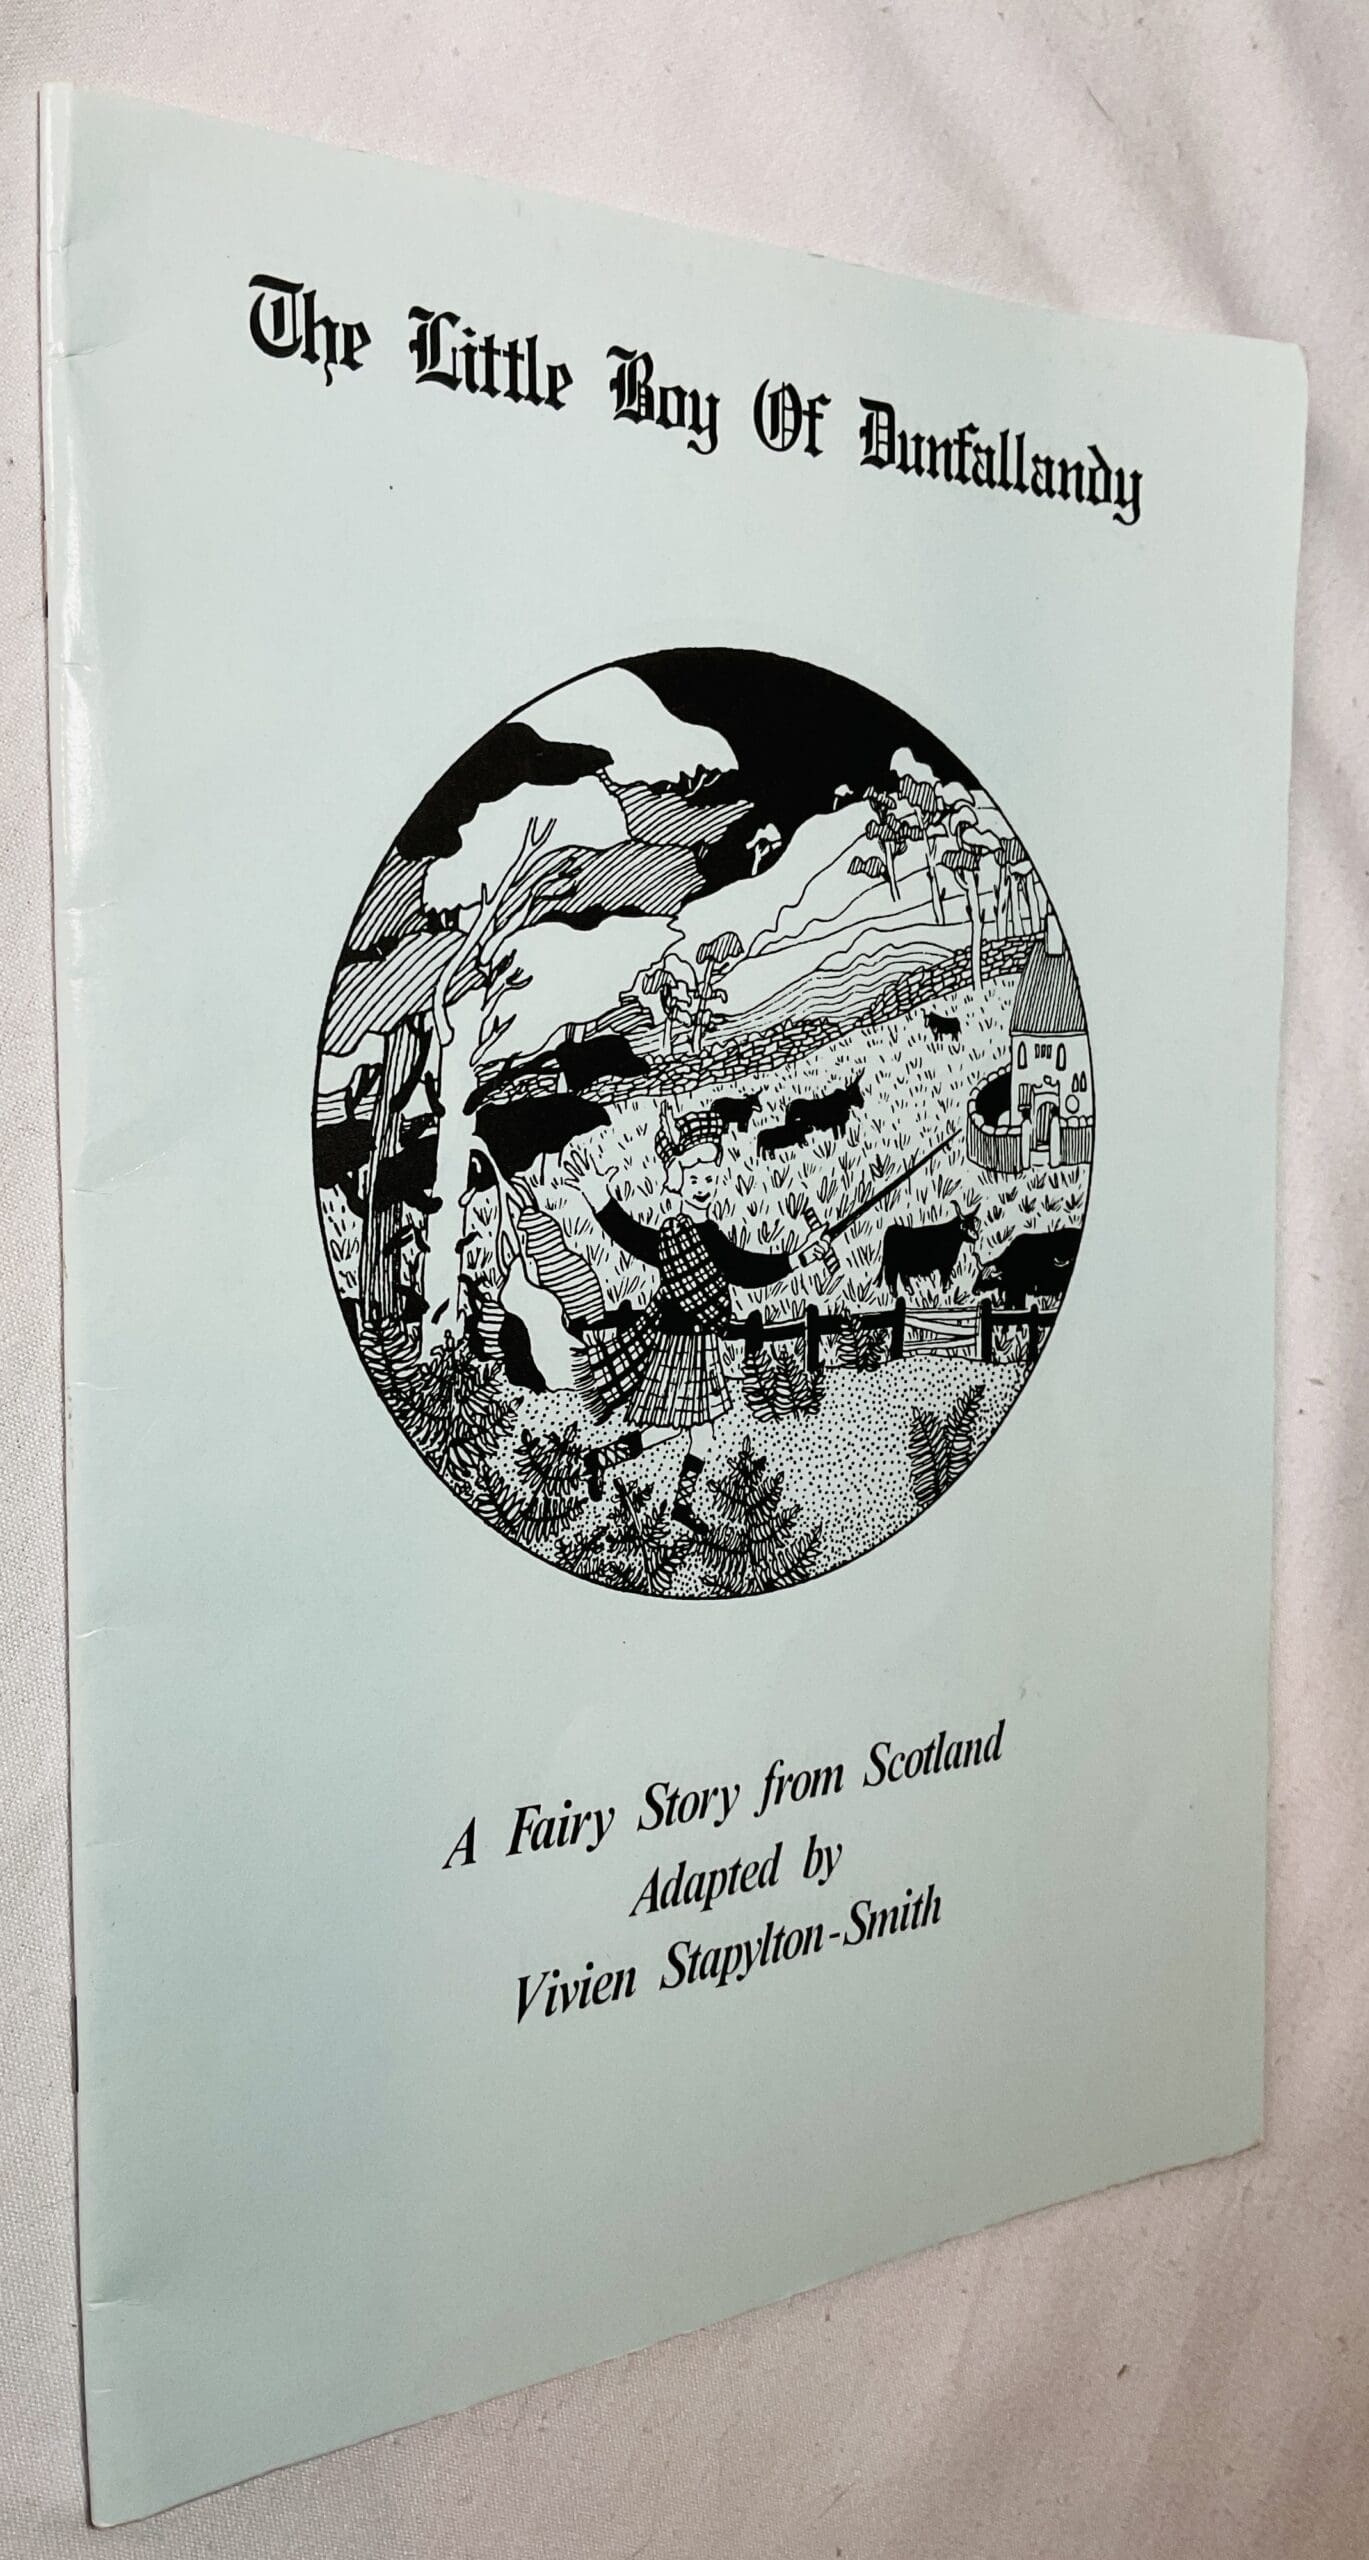 The Little Boy Of Dunfallandy
A Fairy Story from Scotland
Adapted by
Vivien Stapylton-Smith